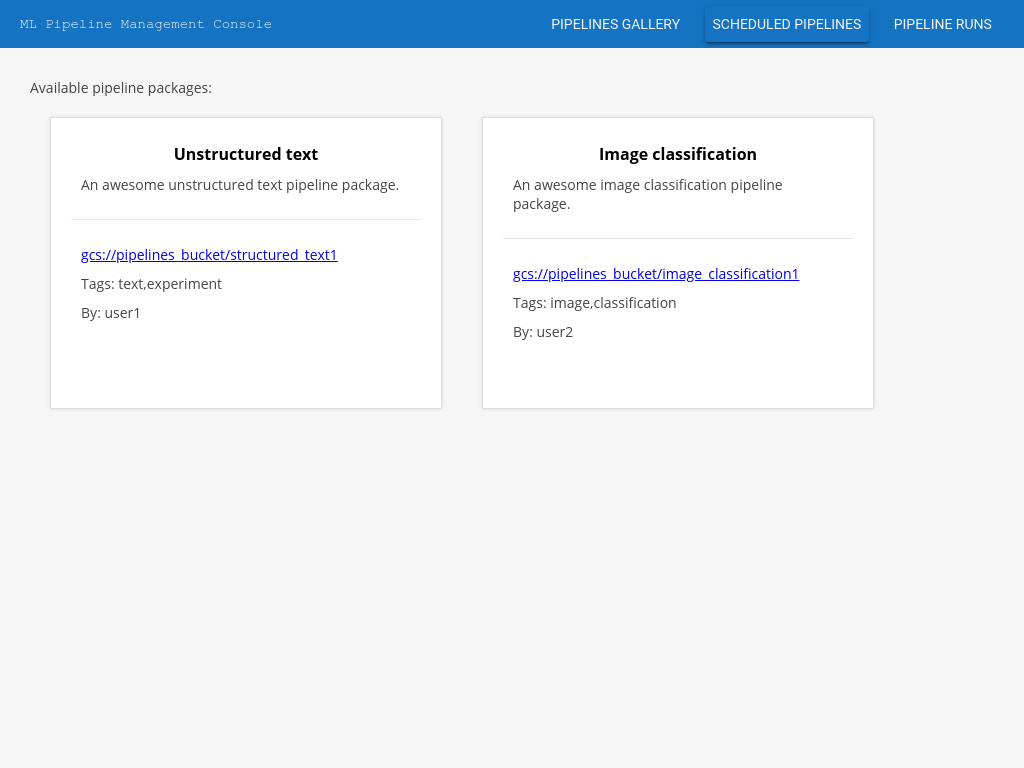 ML Pipeline Management Console
PIPELINES GALLERY
SCHEDULED PIPELINES
PIPELINE RUNS
Available pipeline packages:
Unstructured text
An awesome unstructured text pipeline package.
gcs://pipelines_bucket/structured_text1
Tags: text,experiment
By: user1
Image classification
An awesome image classification pipeline
package.
gcs://pipelines_bucket/image_classification1
Tags: image,classification
By: user2